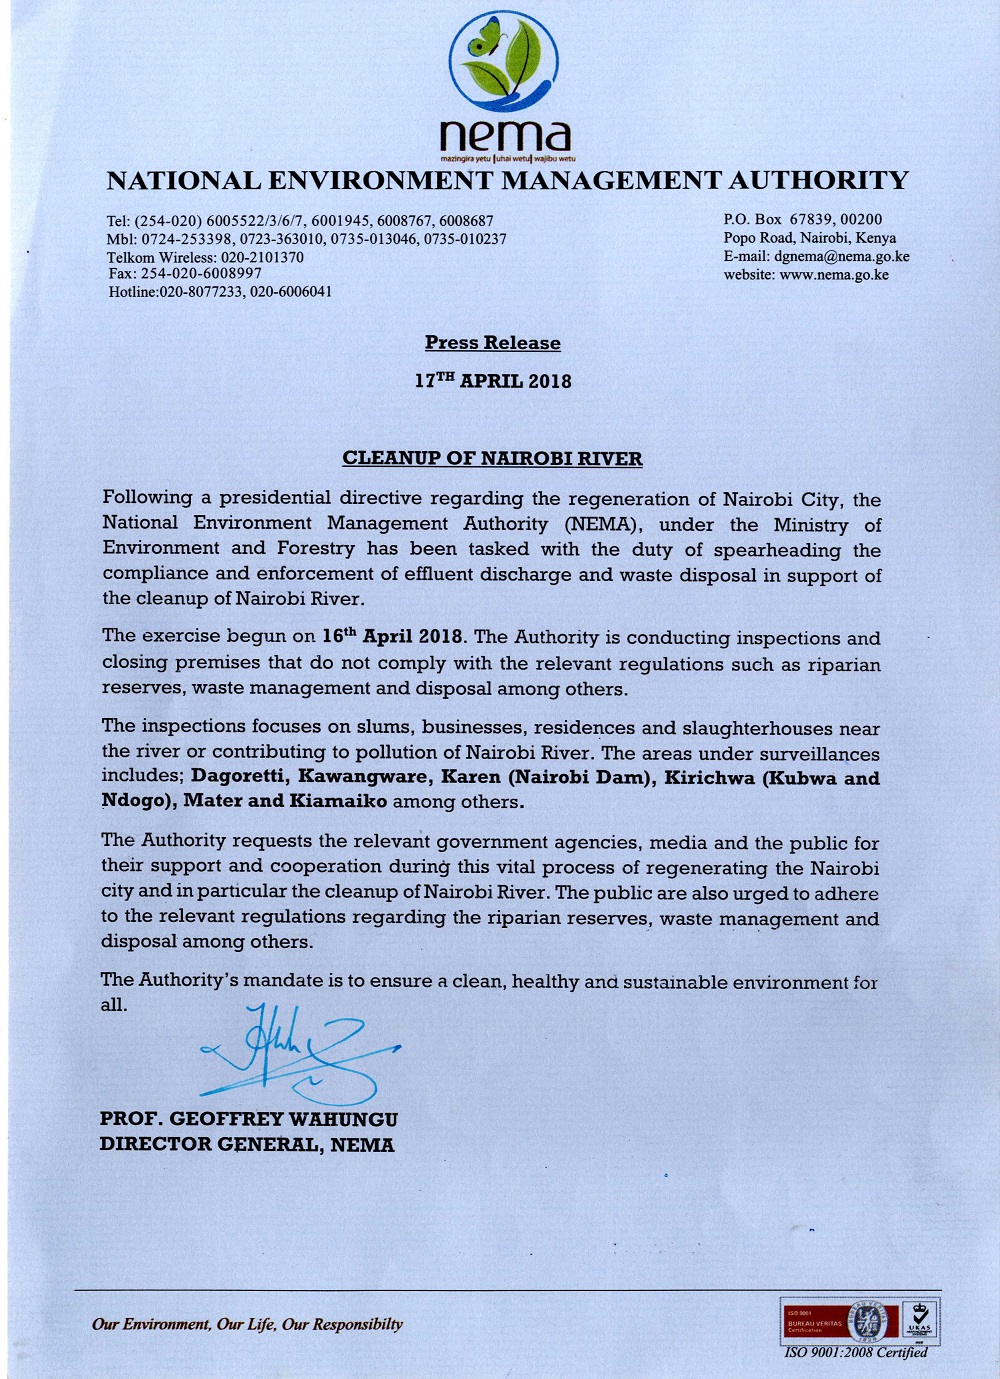 nema
mazingira yetu | uhai wetu | wajibu wetu
NATIONAL ENVIRONMENT MANAGEMENT AUTHORITY
Tel: (254-020) 6005522/3/6/7, 6001945, 6008767, 6008687
Mbl: 0724-253398, 0723-363010, 0735-013046, 0735-010237
Telkom Wireless: 020-2101370
Fax: 254-020-6008997
Hotline:020-8077233, 020-6006041
P.O. Box 67839, 00200
Popo Road, Nairobi, Kenya
E-mail: dgnema@nema.go.ke
website: www.nema.go.ke
Press Release
17TH APRIL 2018
CLEANUP OF NAIROBI RIVER
Following a presidential directive regarding the regeneration of Nairobi City, the
National Environment Management Authority (NEMA), under the Ministry of
Environment and Forestry has been tasked with the duty of spearheading the
compliance and enforcement of effluent discharge and waste disposal in support of
the cleanup of Nairobi River.
The exercise begun on 16th April 2018. The Authority is conducting inspections and
closing premises that do not comply with the relevant regulations such as riparian
reserves, waste management and disposal among others.
The inspections focuses on slums, businesses, residences and slaughterhouses near
the river or contributing to pollution of Nairobi River. The areas under surveillances
includes; Dagoretti, Kawangware, Karen (Nairobi Dam), Kirichwa (Kubwa and
Ndogo), Mater and Kiamaiko among others.
The Authority requests the relevant government agencies, media and the public for
their support and cooperation during this vital process of regenerating the Nairobi
city and in particular the cleanup of Nairobi River. The public are also urged to adhere
to the relevant regulations regarding the riparian reserves, waste management and
disposal among others.
The Authority's mandate is to ensure a clean, healthy and sustainable environment for
all.
PROF. GEOFFREY WAHUNGU
DIRECTOR GENERAL, NEMA
Our Environment, Our Life, Our Responsibilty
ISO 9001
BUREAU VERITAS
Certification
UKAS
ISO 9001:2008 Certified